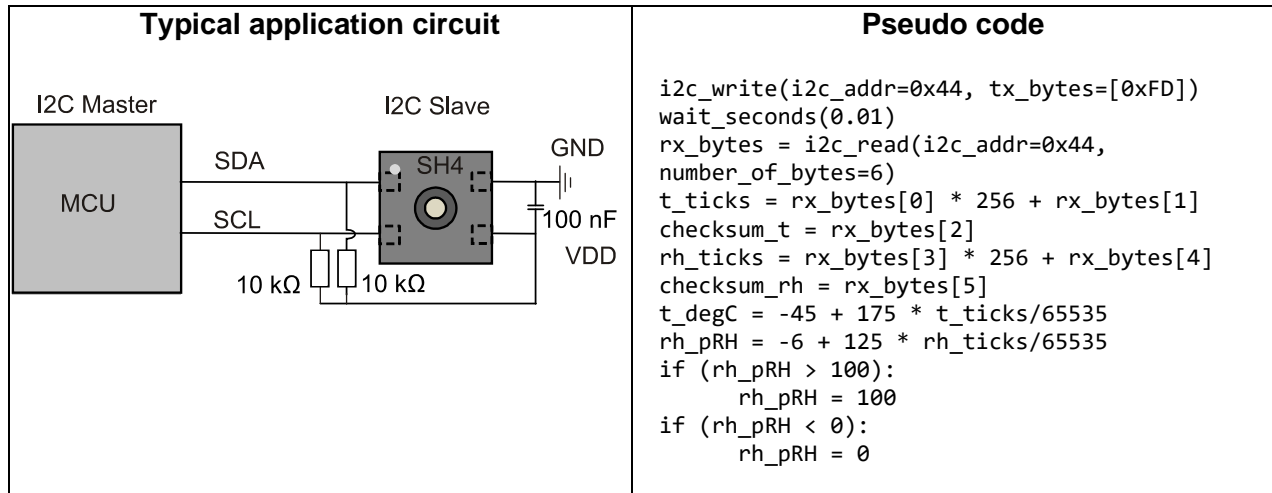 Typical application circuit
I2C Master
I2C Slave
MCU
SDA
SCL
SH4
GND
100 nF
VDD
10 kΩ
10 kΩ
Pseudo code
i2c_write(i2c_addr=0x44, tx_bytes=[0xFD])
wait_seconds(0.01)
rx_bytes = i2c_read(i2c_addr=0x44,
number_of_bytes=6)
t_ticks = rx_bytes[0] * 256 + rx_bytes[1]
checksum_t = rx_bytes[2]
rh_ticks = rx_bytes[3] * 256 + rx_bytes[4]
checksum_rh = rx_bytes[5]
t_degC = -45 + 175 * t_ticks/65535
rh_pRH = -6 + 125 * rh_ticks/65535
if (rh_pRH > 100):
rh_pRH = 100
if (rh_pRH < 0):
rh_pRH = 0